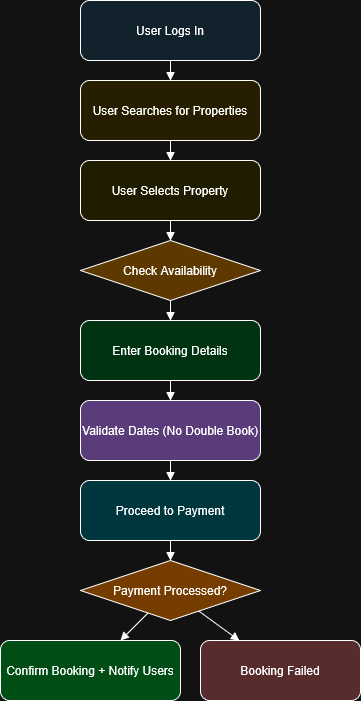 User Logs In
User Searches for Properties
User Selects Property
Check Availability
Enter Booking Details
Validate Dates (No Double Book)
Proceed to Payment
Payment Processed?
Confirm Booking + Notify Users
Booking Failed